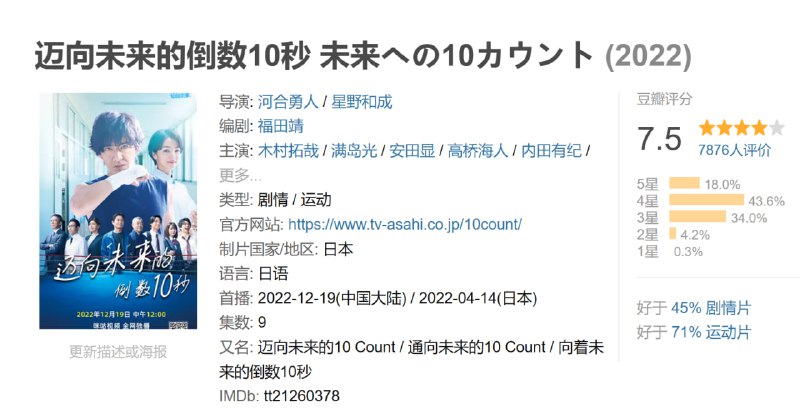 迈向未来的倒数10秒 未来への10カウント (2022)
迈向未来的
倒数10秒
2022年12月19日 中午12:00
咪咕视频 全网独播
更新描述或海报
导演: 河合勇人 / 星野和成
编剧: 福田靖
主演: 木村拓哉 / 满岛光 / 安田显 / 高桥海人 / 内田有纪 /
更多...
类型: 剧情 / 运动
官方网站: https://www.tv-asahi.co.jp/10count/
制片国家/地区: 日本
语言: 日语
首播: 2022-12-19(中国大陆) / 2022-04-14(日本)
集数: 9
又名: 迈向未来的10 Count / 通向未来的10 Count / 向着未
来的倒数10秒
IMDb: tt21260378
豆瓣评分
7.5
7876人评价
5星 18.0%
4星 43.6%
3星 34.0%
2星 4.2%
1星 0.3%
好于 45% 剧情片
好于 71% 运动片